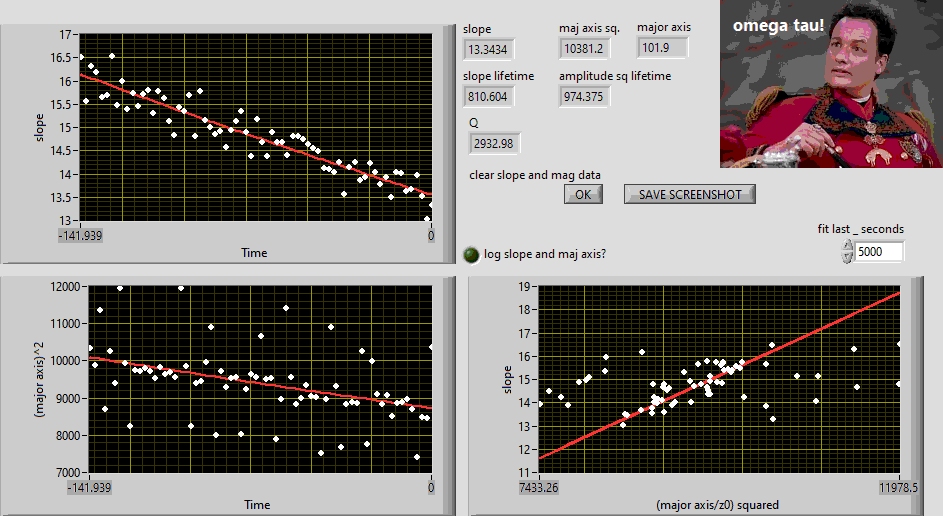 17
16.5
16
15.5
15
14.5
14
13.5
13
slope
-141.939
0
Time
slope
13.3434
maj axis sq.
10381.2
major axis
101.9
slope lifetime
810.604
amplitude sq lifetime
974.375
Q
2932.98
omega tau!
clear slope and mag data
OK
SAVE SCREENSHOT
fit last _ seconds
5000
log slope and maj axis?
12000
11000
10000
9000
8000
7000
(major axis)^2
-141.939
0
Time
19
18
17
16
15
14
13
12
11
slope
7433.26
11978.5
(major axis/z0) squared